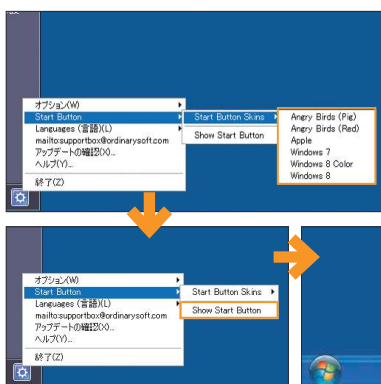 オプション(W)
Start Button
Languages (言語)(L)
mailto:supportbox@ordinarysoft.com
アップデートの確認(X)...
ヘルプ(Y)...
終了(Z)
Start Button Skins
Show Start Button
Angry Birds (Pig)
Angry Birds (Red)
Apple
Windows 7
Windows 8 Color
Windows 8
オプション(W)
Start Button
Languages (言語)(L)
mailto:supportbox@ordinarysoft.com
アップデートの確認(X)...
ヘルプ(Y)...
終了(Z)
Start Button Skins
Show Start Button